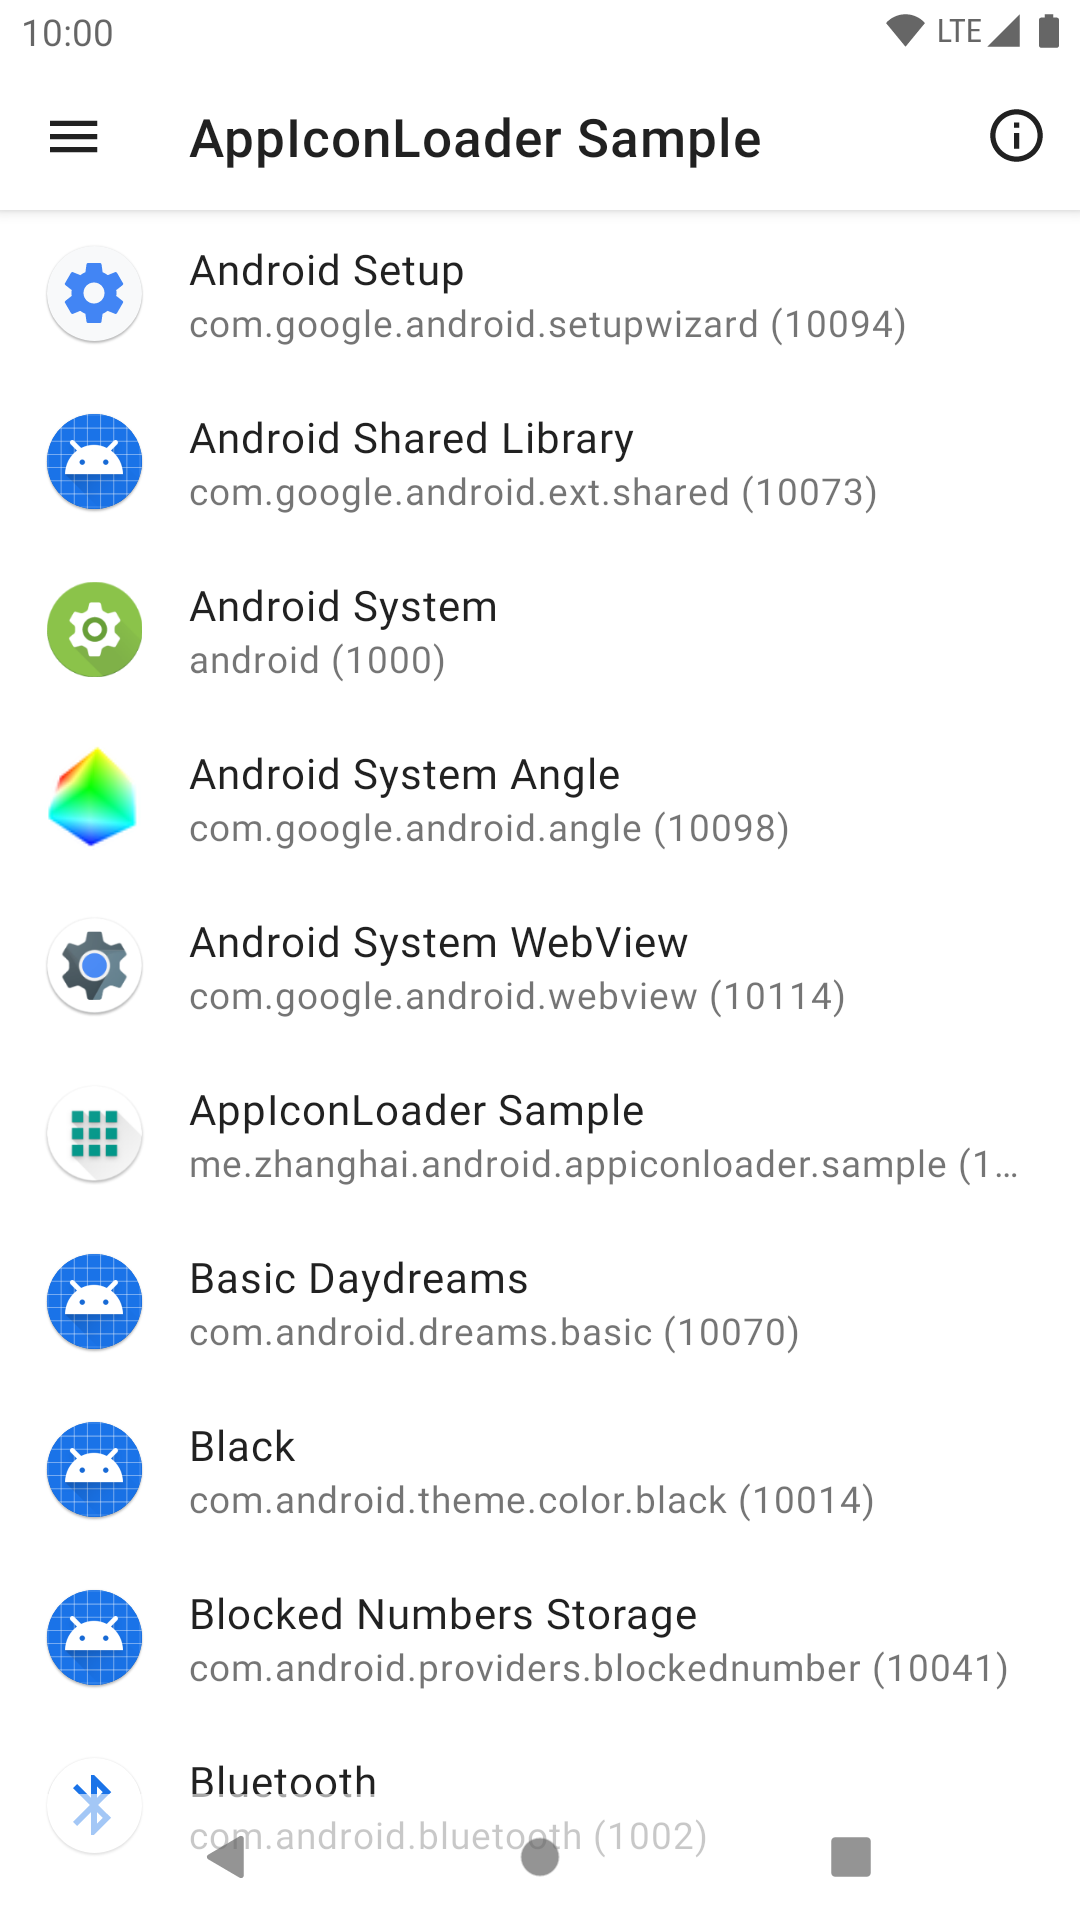 10:00
LTE
AppIconLoader Sample
Android Setup
com.google.android.setupwizard (10094)
Android Shared Library
com.google.android.ext.shared (10073)
Android System
android (1000)
Android System Angle
com.google.android.angle (10098)
Android System WebView
com.google.android.webview (10114)
AppIconLoader Sample
me.zhanghai.android.appiconloader.sample (1…
Basic Daydreams
com.android.dreams.basic (10070)
Black
com.android.theme.color.black (10014)
Blocked Numbers Storage
com.android.providers.blockednumber (10041)
Bluetooth
com.android.bluetooth (1002)